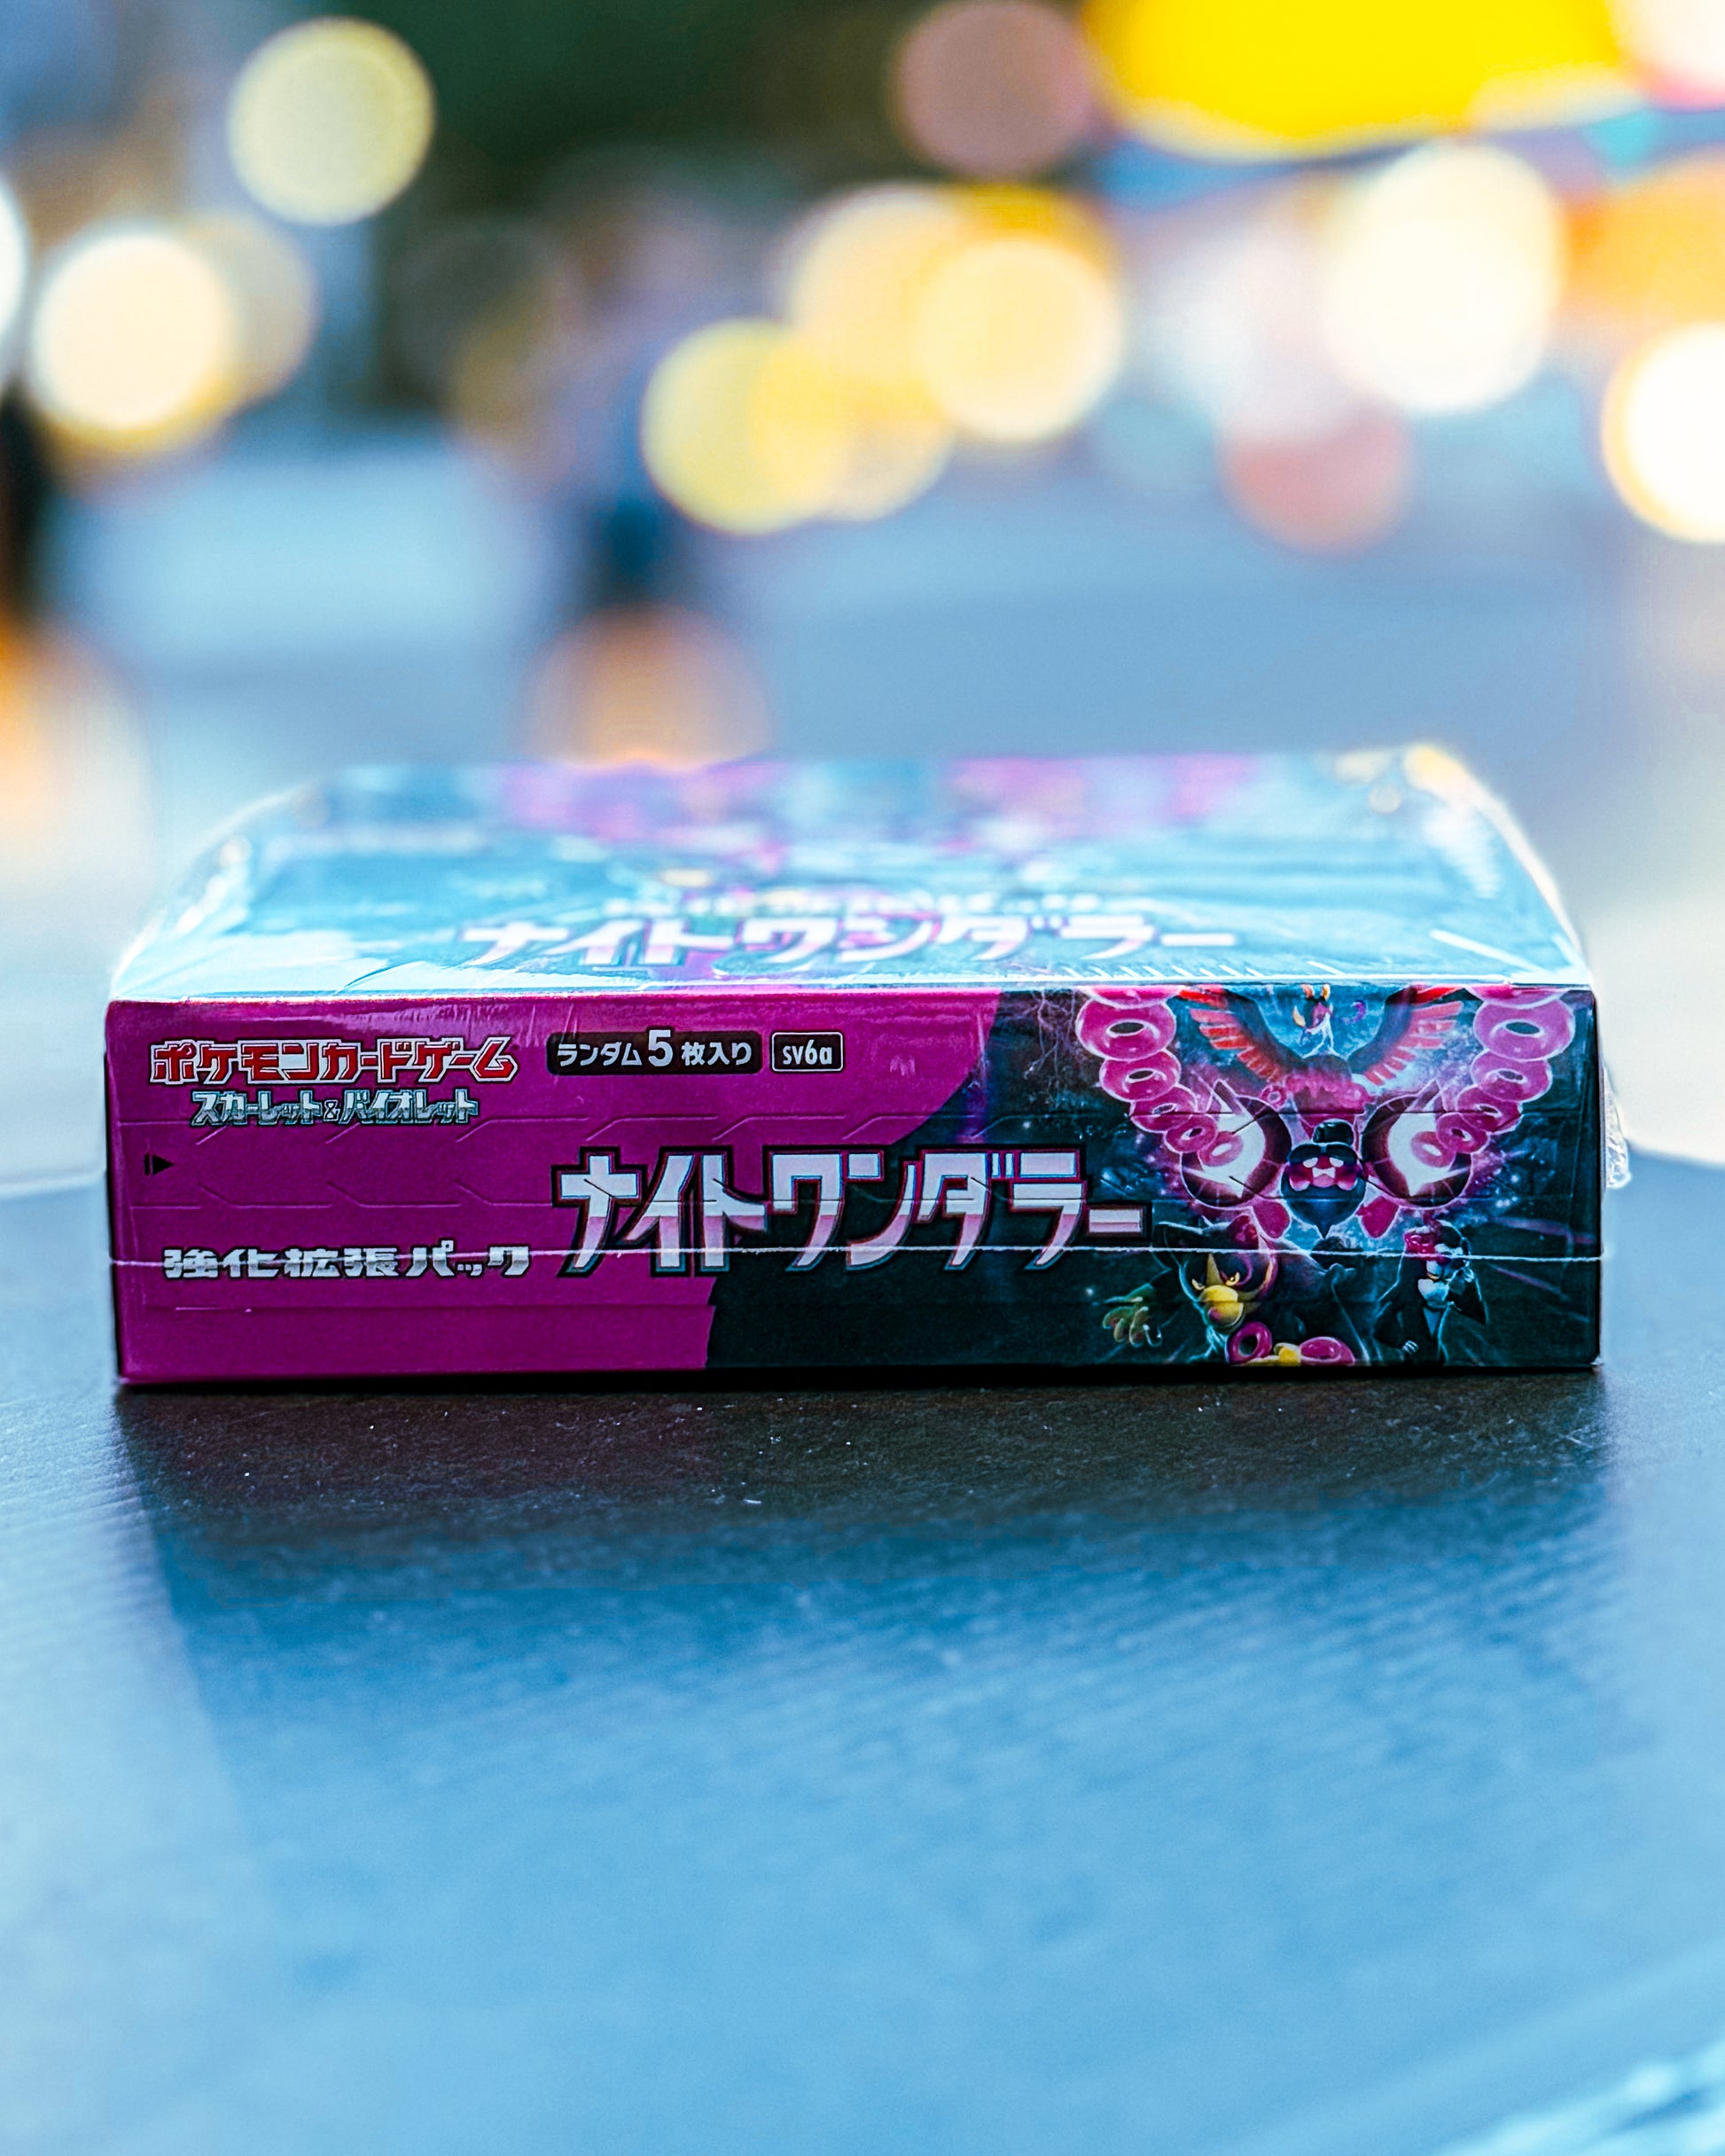 ナイトワンダラー
ポケモンカードゲーム ランダム5枚入り sv6a
スカーレット&バイオレット
ナイトワンダラー
強化拡張パック